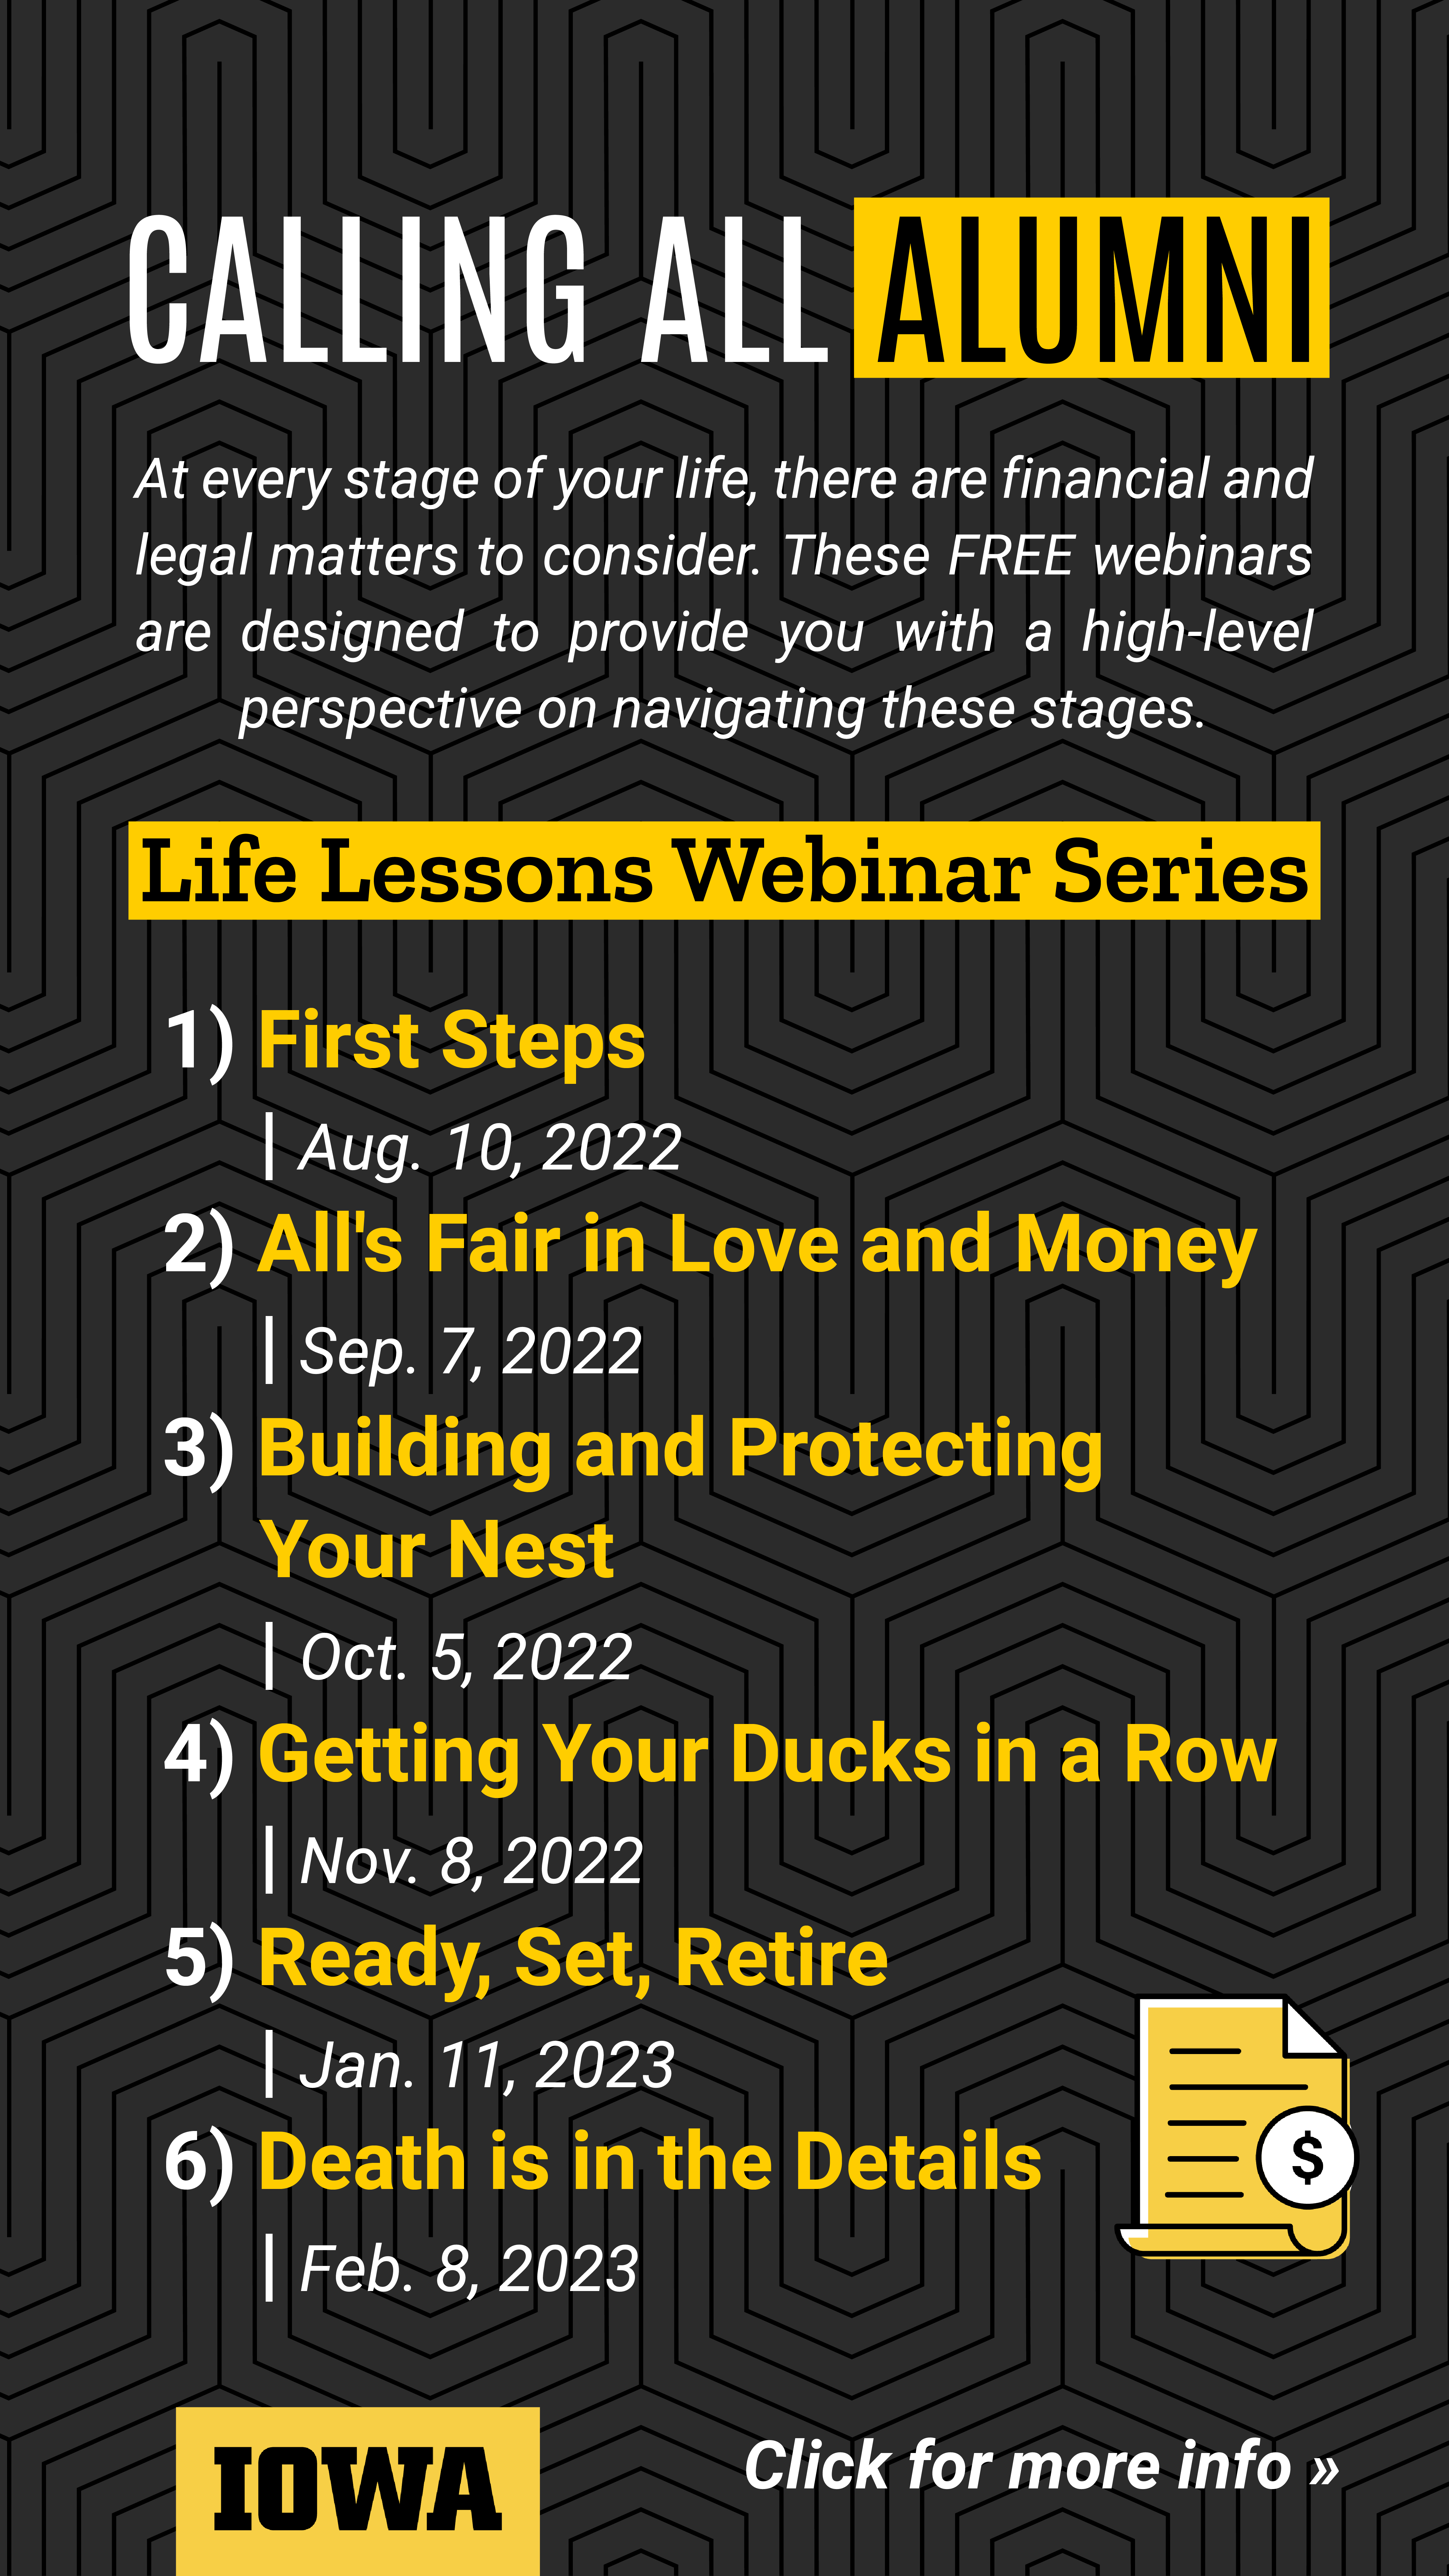 CALLING ALL ALUMNI
At every stage of your life, there are financial and
legal matters to consider. These FREE webinars
are designed to provide you with a high-level
perspective on navigating these stages.
Life Lessons Webinar Series
1) First Steps
| Aug. 10, 2022
2) All's Fair in Love and Money
| Sep. 7, 2022
3) Building and Protecting
Your Nest
| Oct. 5, 2022
4) Getting Your Ducks in a Row
| Nov. 8, 2022
5) Ready, Set, Retire
| Jan. 11, 2023
6) Death is in the Details
| Feb. 8, 2023
$
IOWA
Click for more info »